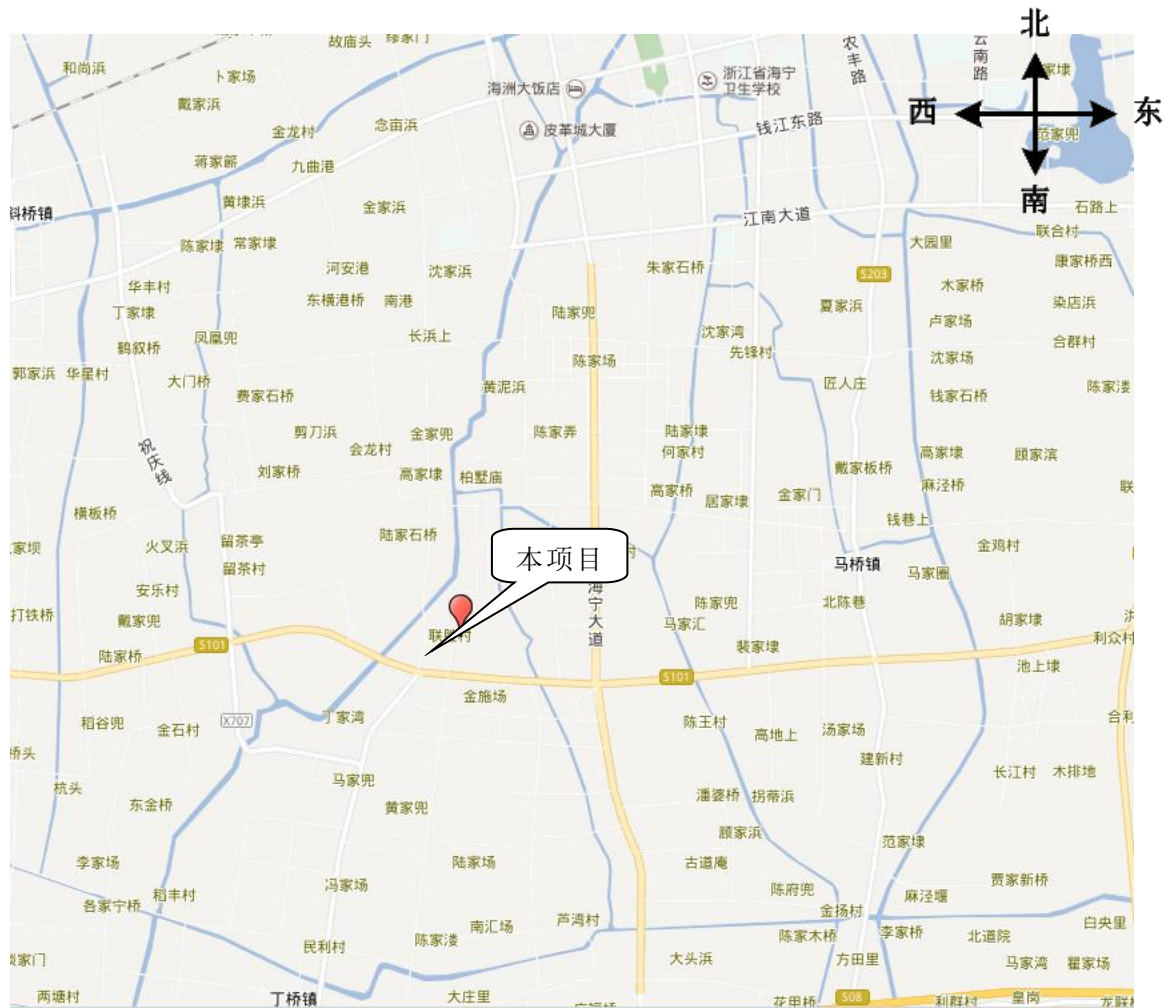 北
西
东
南
故庙头
缪家门
和尚浜
卜家场
戴家浜
金龙村
念亩浜
海洲大饭店
皮革城大厦
浙江省海宁
卫生学校
农丰路
云南路
钱江东路
范家兜
蒋家簖
九曲港
黄埭浜
金家浜
斜桥镇
江南大道
石路上
联合村
陈家埭
常家埭
大园里
康家桥西
河安港
沈家浜
朱家石桥
S203
华丰村
木家桥
东横港桥
南港
丁家埭
陆家兜
夏家浜
染店浜
凤凰兜
长浜上
沈家湾
卢家场
鹤叙桥
先锋村
合群村
陈家场
沈家场
郭家浜
华星村
大门桥
黄泥浜
匠人庄
陈家溇
费家石桥
钱家石桥
剪刀浜
金家兜
陈家弄
陆家埭
祝庆线
会龙村
何家村
高家埭
顾家滨
刘家桥
高家埭
柏墅庙
戴家板桥
麻泾桥
高家桥
居家埭
金家门
联
横板桥
钱巷上
陆家石桥
火叉浜
留茶亭
本项目
金鸡村
家坝
村
马桥镇
留茶村
马家圈
安乐村
海宁大道
陈家兜
北陈巷
打铁桥
戴家兜
联胜村
马家汇
胡家埭
利众村
S101
陆家桥
裴家埭
池上埭
S101
金施场
稻谷兜
金石村
X707
丁家湾
陈王村
高地上
汤家场
合利
桥头
建新村
杭头
马家兜
长江村
木排地
东金桥
黄家兜
潘婆桥
拐蒂浜
顾家浜
范家埭
李家场
陆家场
古道庵
稻丰村
冯家场
陈府兜
贾家新桥
各家宁桥
麻泾堰
金扬村
南汇场
芦湾村
白央里
民利村
陈家溇
陈家木桥
李家桥
北道院
家门
大头浜
方田里
马家湾
瞿家场
两塘村
丁桥镇
大庄里
花甲桥
S08
利群村
皇岗